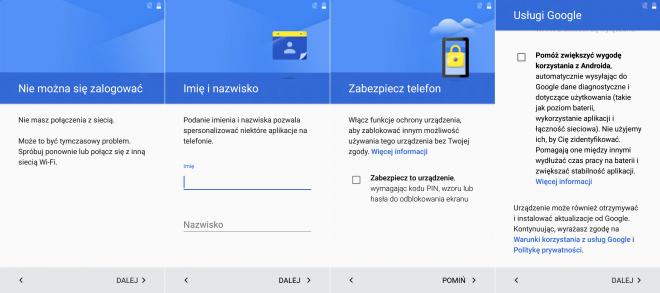 Nie można się zalogować
Nie masz połączenia z siecią.
Może to być tymczasowy problem.
Spróbuj ponownie lub połącz się z inną
siecią Wi-Fi.
DALEJ
Imię i nazwisko
Podanie imienia i nazwiska pozwala
spersonalizować niektóre aplikacje na
telefonie.
Imię
Nazwisko
DALEJ
Zabezpiecz telefon
Włącz funkcje ochrony urządzenia,
aby zablokować innym możliwość
używania tego urządzenia bez Twojej
zgody. Więcej informacji
Zabezpiecz to urządzenie,
wymagając kodu PIN, wzoru lub
hasła do odblokowania ekranu
POMIŃ
Usługi Google
Pomóż zwiększyć wygodę
korzystania z Androida,
automatycznie wysyłając do
Google dane diagnostyczne i
dotyczące użytkowania (takie
jak poziom baterii,
wykorzystanie aplikacji i
łączność sieciowa). Nie użyjemy
ich, by Cię zidentyfikować.
Pomagają one między innymi
wydłużać czas pracy na baterii i
zwiększać stabilność aplikacji.
Więcej informacji
Urządzenie może również otrzymywać
i instalować aktualizacje od Google.
Kontynuując, wyrażasz zgodę na
Warunki korzystania z usług Google i
Politykę prywatności.
DALEJ